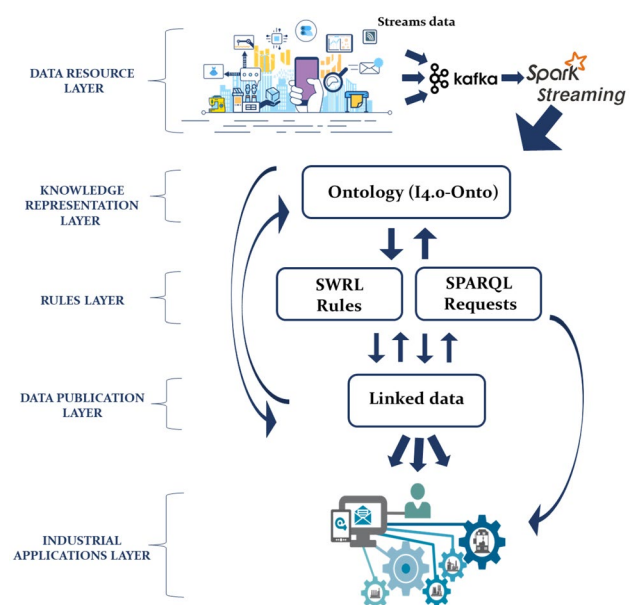 Streams data
DATA RESOURCE
LAYER
kafka
Spark
Streaming
KNOWLEDGE
REPRESENTATION
LAYER
Ontology (I4.0-Onto)
RULES LAYER
SWRL
Rules
SPARQL
Requests
DATA PUBLICATION
LAYER
Linked data
INDUSTRIAL
APPLICATIONS LAYER